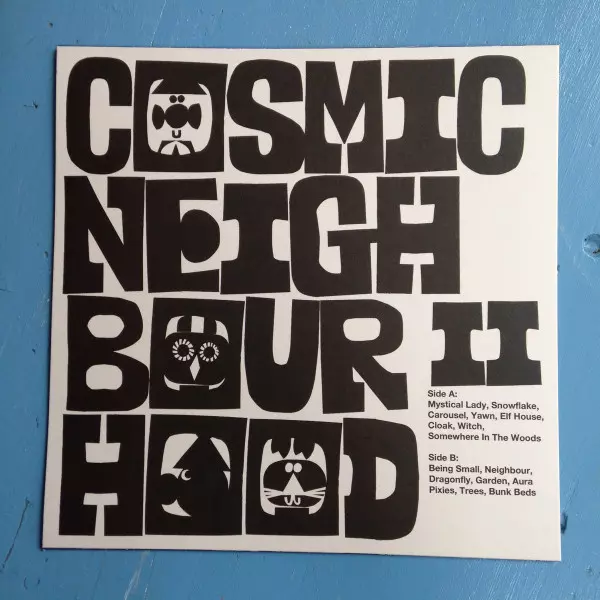 COSMIC
NEIGH
BOUR II
HOOD
Side A:
Mystical Lady, Snowflake,
Carousel, Yawn, Elf House,
Cloak, Witch,
Somewhere In The Woods
Side B:
Being Small, Neighbour,
Dragonfly, Garden, Aura
Pixies, Trees, Bunk Beds